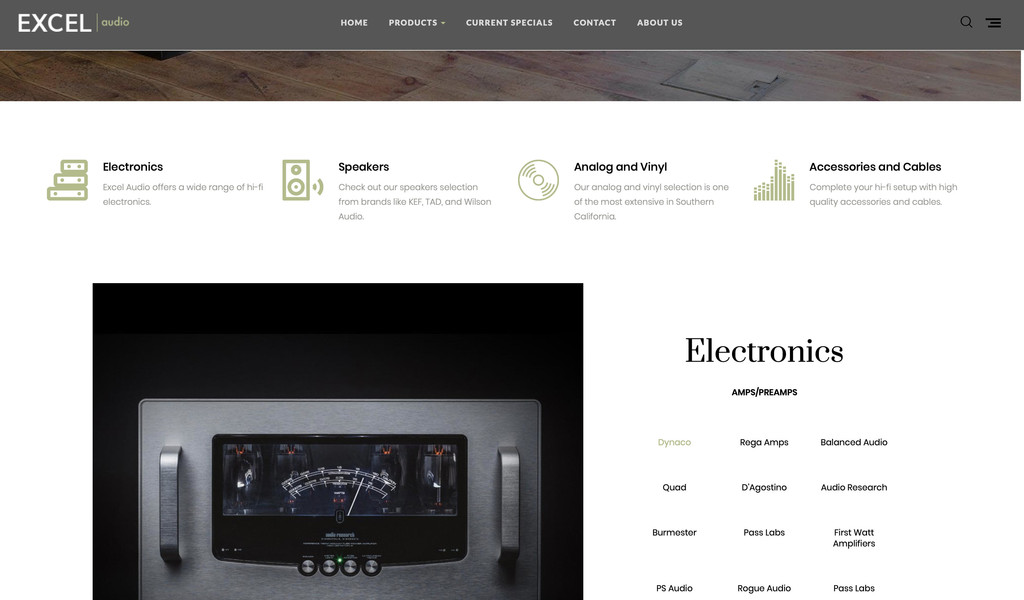 EXCEL audio
HOME PRODUCTS CURRENT SPECIALS CONTACT ABOUT US
Electronics
Excel Audio offers a wide range of hi-fi
electronics.
Speakers
Check out our speakers selection
from brands like KEF, TAD, and Wilson
Audio.
Analog and Vinyl
Our analog and vinyl selection is one
of the most extensive in Southern
California.
Accessories and Cables
Complete your hi-fi setup with high
quality accessories and cables.
audio research
Electronics
AMPS/PREAMPS
Dynaco Rega Amps Balanced Audio
Quad D'Agostino Audio Research
Burmester Pass Labs First Watt
Amplifiers
PS Audio Rogue Audio Pass Labs